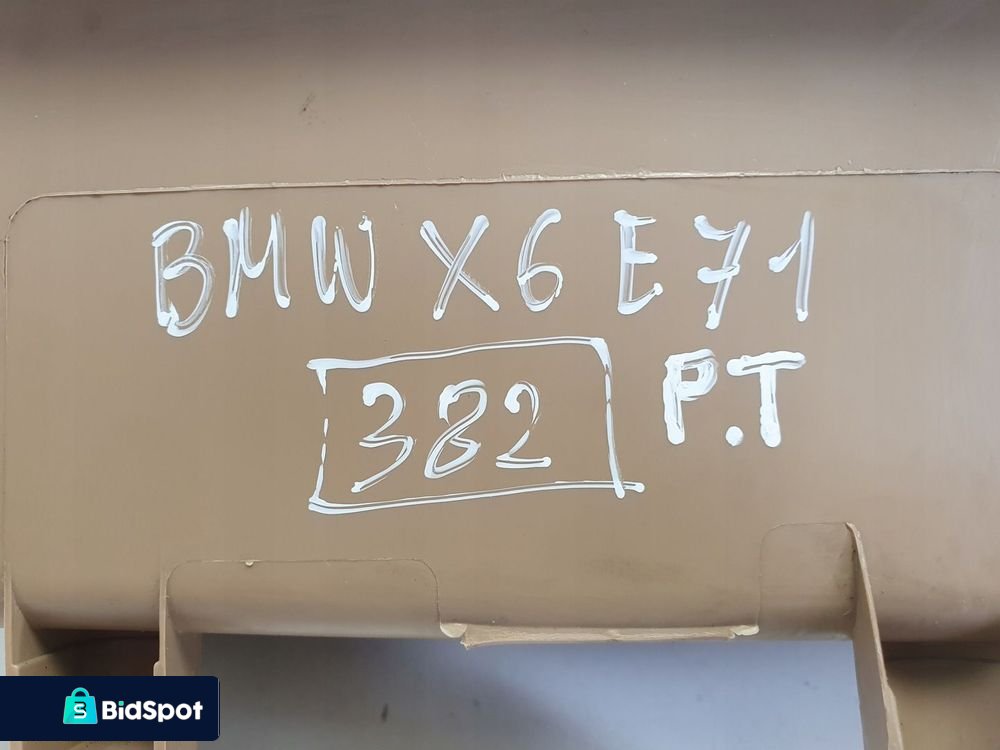 BMW X6 E71
382 P.T
BidSpot